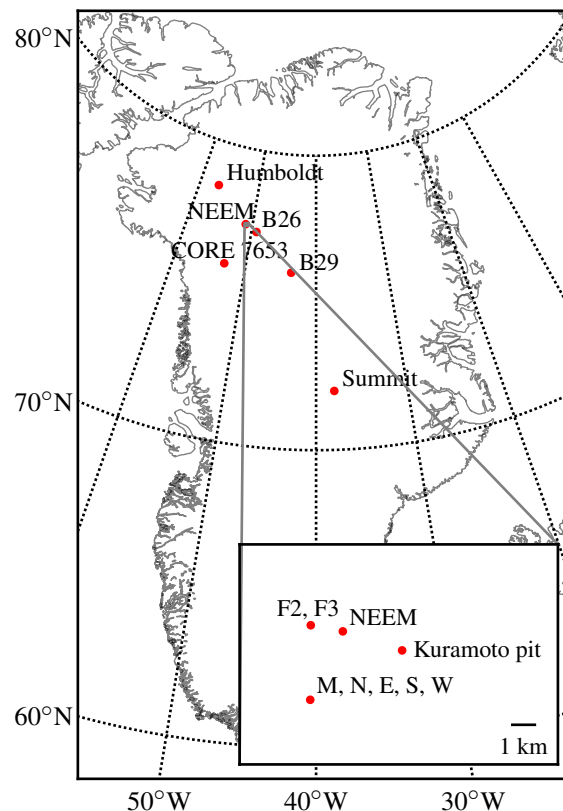 80°N
Humboldt
NEEM
B26
CORE 7653
B29
Summit
70°N
F2, F3
NEEM
Kuramoto pit
M, N, E, S, W
1 km
60°N
50°W
40°W
30°W